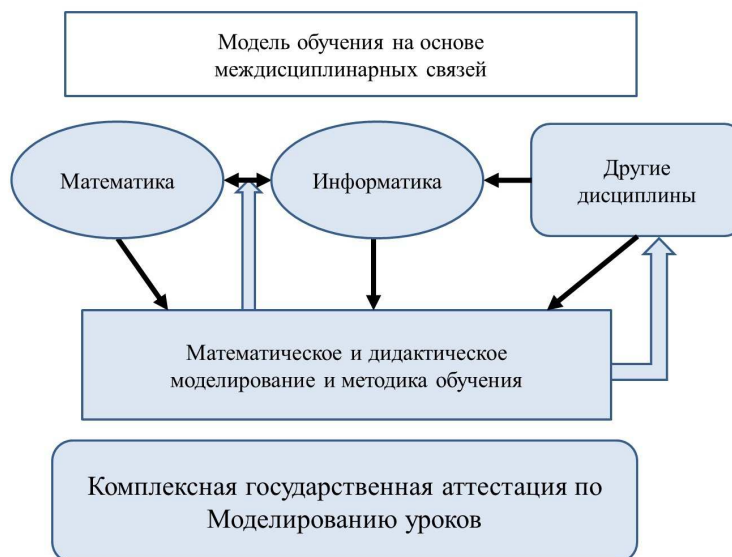 Модель обучения на основе
междисциплинарных связей
Математика
Информатика
Другие
дисциплины
Математическое и дидактическое
моделирование и методика обучения
Комплексная государственная аттестация по
Моделированию уроков